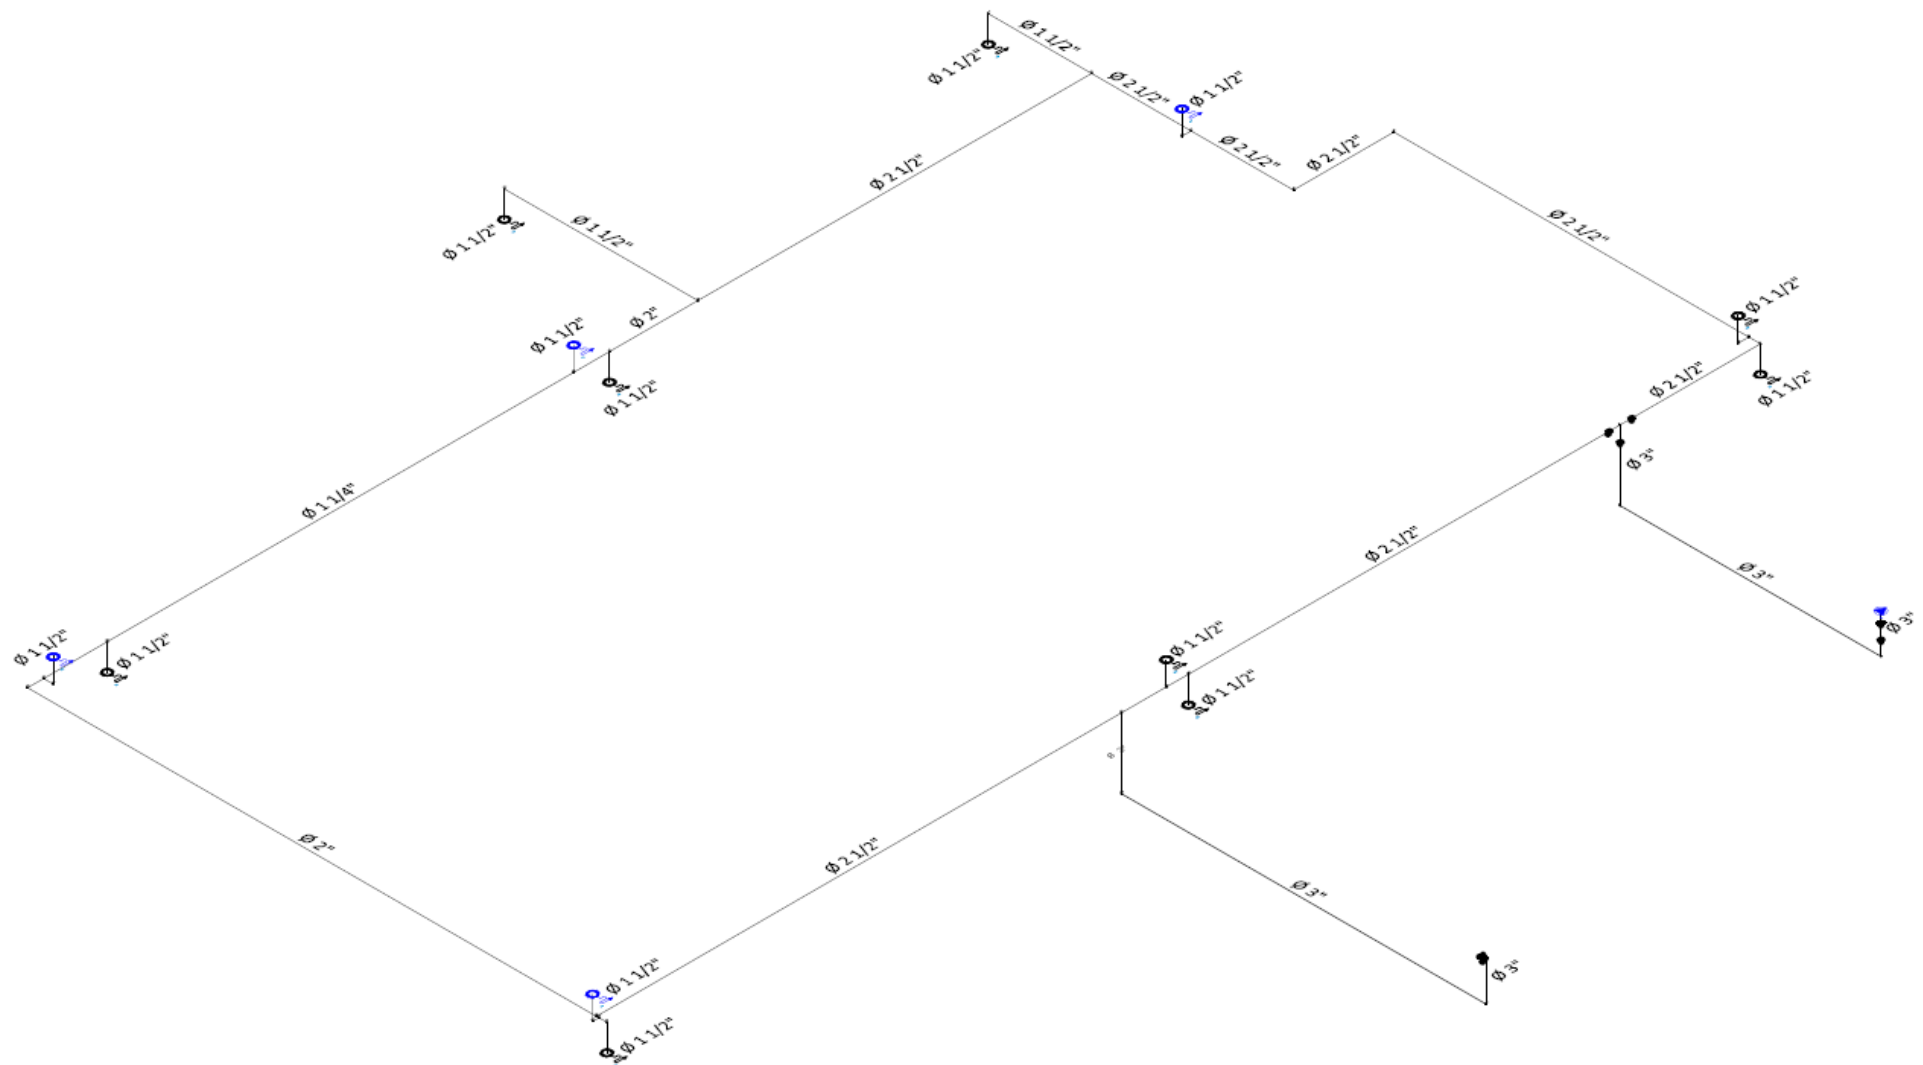 Ø 1 1/2"
Ø 1 1/2"
Ø 2 1/2"
Ø 1 1/2"
Ø 2 1/2"
Ø 2 1/2"
Ø 2 1/2"
Ø 1 1/2"
Ø 1 1/2"
Ø 2 1/2"
Ø 1 1/2"
Ø 2"
Ø 1 1/2"
Ø 1 1/2"
Ø 2 1/2"
Ø 1 1/2"
Ø 1 1/2"
Ø 3"
Ø 1 1/4"
Ø 2 1/2"
Ø 3"
Ø 3"
Ø 1 1/2"
Ø 1 1/2"
Ø 1 1/2"
Ø 1 1/2"
Ø 2"
Ø 2 1/2"
Ø 3"
Ø 3"
Ø 1 1/2"
Ø 1 1/2"